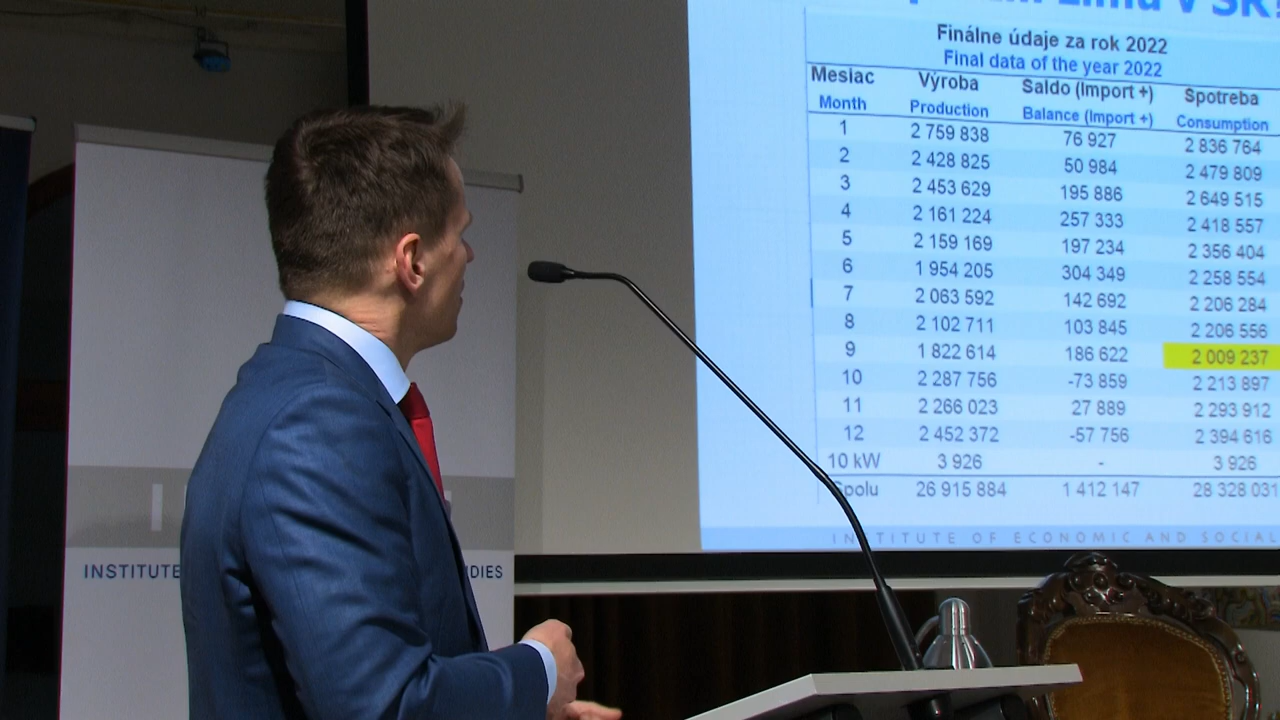 Finálne údaje za rok 2022
Final data of the year 2022
Mesiac Výroba Saldo (Import +) Spotreba
Month Production Balance (Import +) Consumption
1 2 759 838 76 927 2 836 764
2 2 428 825 50 984 2 479 809
3 2 453 629 195 886 2 649 515
4 2 161 224 257 333 2 418 557
5 2 159 169 197 234 2 356 404
6 1 954 205 304 349 2 258 554
7 2 063 592 142 692 2 206 284
8 2 102 711 103 845 2 206 556
9 1 822 614 186 622 2 009 237
10 2 287 756 -73 859 2 213 897
11 2 266 023 27 889 2 293 912
12 2 452 372 -57 756 2 394 616
10 kW 3 926 - 3 926
Spolu 26 915 884 1 412 147 28 328 031
INSTITUTE OF ECONOMIC AND SOCIAL
INSTITUTE DIES